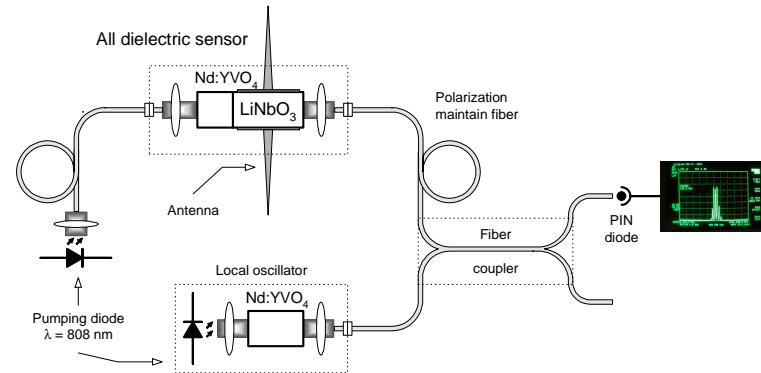 All dielectric sensor
Nd:YVO4
LiNbO3
Polarization
maintain fiber
Antenna
Fiber
coupler
PIN
diode
Local oscillator
Nd:YVO4
Pumping diode
λ = 808 nm